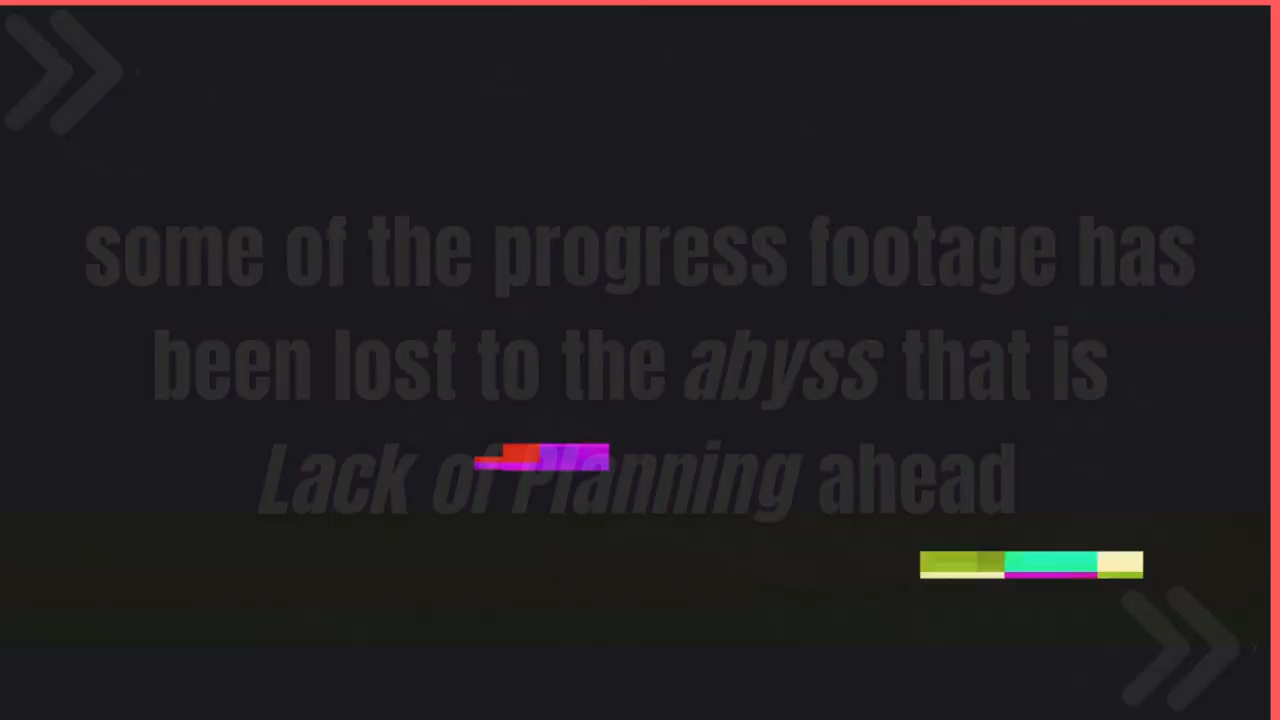 some of the progress footage has
been lost to the abyss that is
Lack of Planning ahead